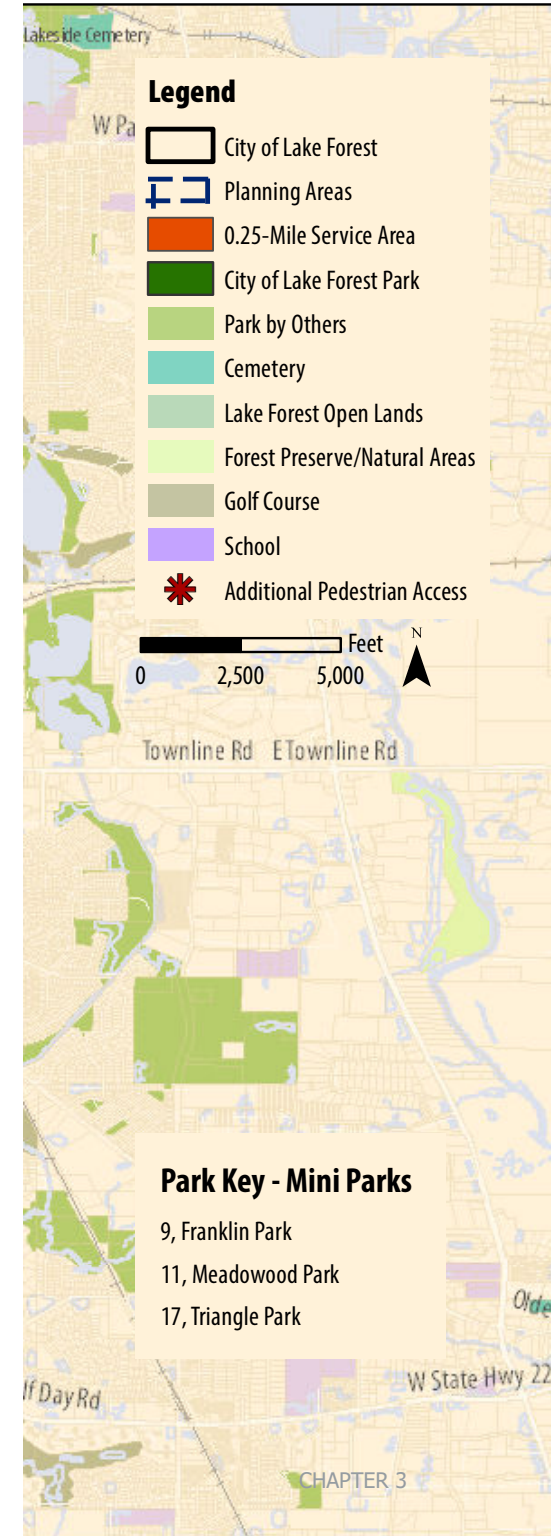 Lakeside Cemetery
W Pa
Legend
City of Lake Forest
Planning Areas
0.25-Mile Service Area
City of Lake Forest Park
Park by Others
Cemetery
Lake Forest Open Lands
Forest Preserve/Natural Areas
Golf Course
School
Additional Pedestrian Access
Feet
N
0 2,500 5,000
Townline Rd E Townline Rd
Park Key - Mini Parks
9, Franklin Park
11, Meadowood Park
17, Triangle Park
Olde
W State Hwy 22
lf Day Rd
CHAPTER 3